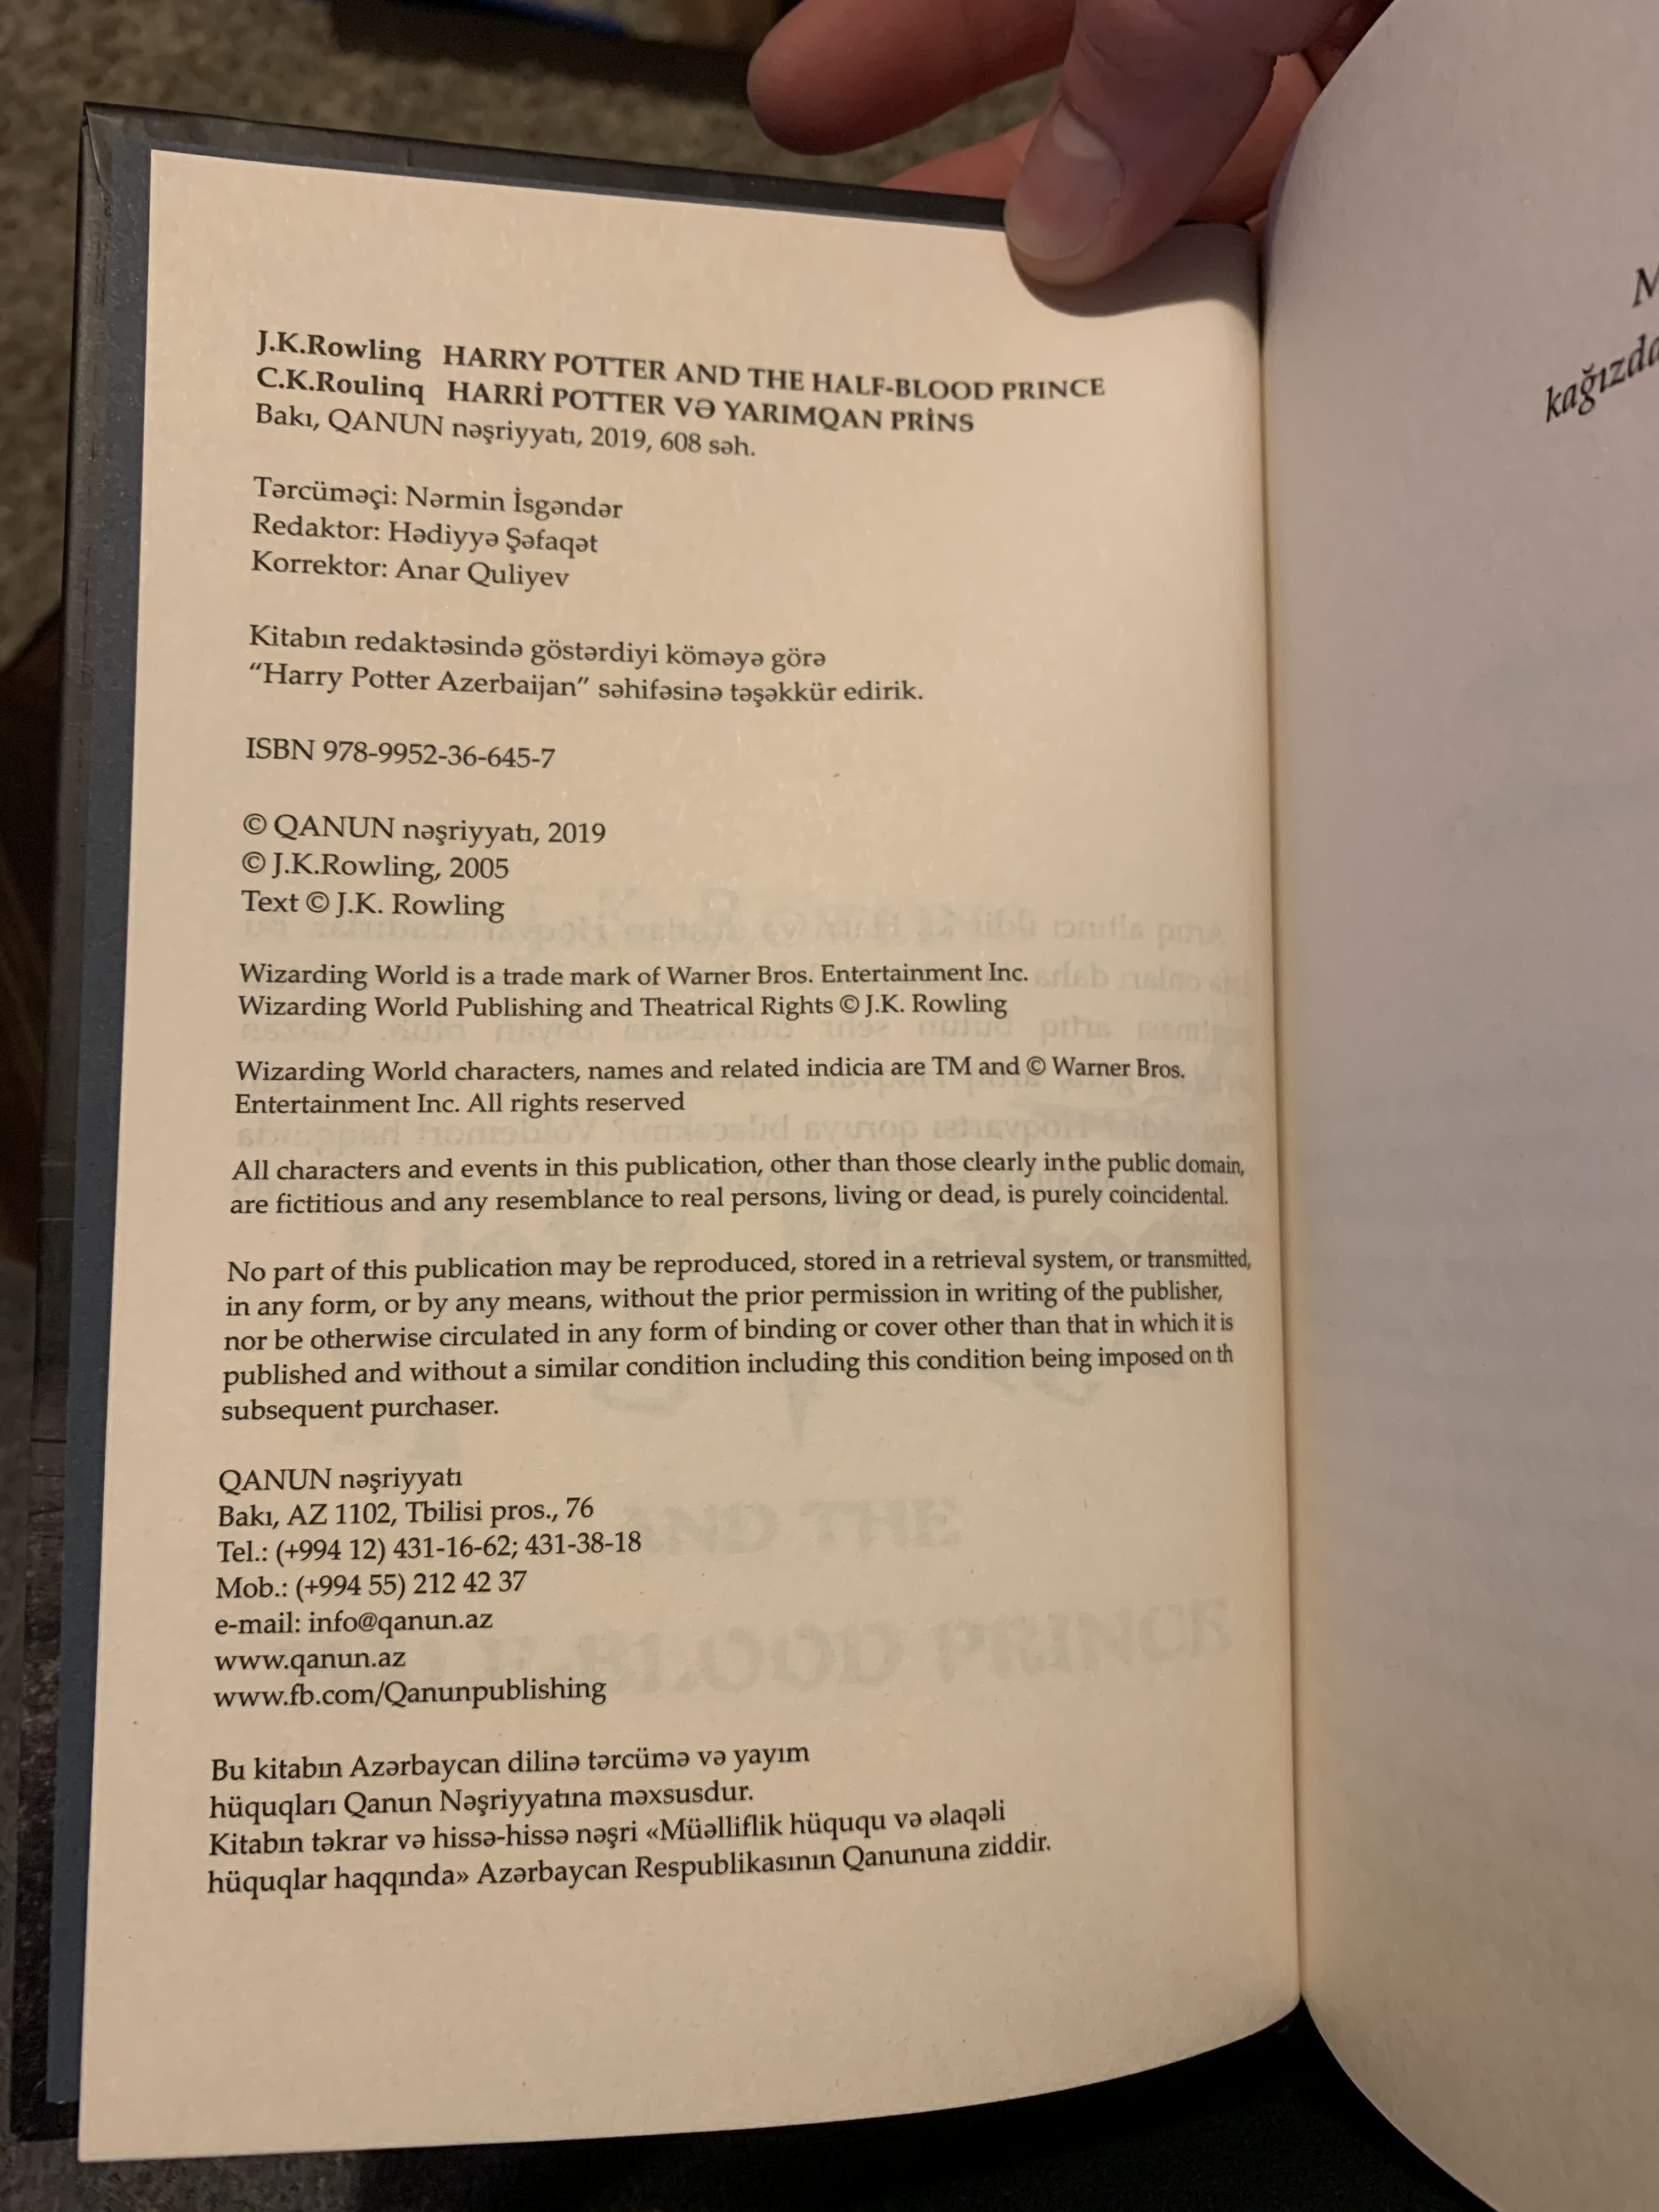 J.K.Rowling HARRY POTTER AND THE HALF-BLOOD PRINCE
C.K.Roulinq HARRİ POTTER VƏ YARIMQAN PRİNS
Bakı, QANUN nəşriyyatı, 2019, 608 səh.
Tərcüməçi: Nərmin İsgəndər
Redaktor: Hədiyyə Şəfaqət
Korrektor: Anar Quliyev
Kitabın redaktəsində göstərdiyi köməyə görə
“Harry Potter Azerbaijan” səhifəsinə təşəkkür edirik.
ISBN 978-9952-36-645-7
© QANUN nəşriyyatı, 2019
© J.K.Rowling, 2005
Text © J.K. Rowling
Wizarding World is a trade mark of Warner Bros. Entertainment Inc.
Wizarding World Publishing and Theatrical Rights © J.K. Rowling
Wizarding World characters, names and related indicia are TM and © Warner Bros.
Entertainment Inc. All rights reserved
All characters and events in this publication, other than those clearly in the public domain,
are fictitious and any resemblance to real persons, living or dead, is purely coincidental.
No part of this publication may be reproduced, stored in a retrieval system, or transmitted,
in any form, or by any means, without the prior permission in writing of the publisher,
nor be otherwise circulated in any form of binding or cover other than that in which it is
published and without a similar condition including this condition being imposed on th
subsequent purchaser.
QANUN nəşriyyatı
Bakı, AZ 1102, Tbilisi pros., 76
Tel.: (+994 12) 431-16-62; 431-38-18
Mob.: (+994 55) 212 42 37
e-mail: info@qanun.az
www.qanun.az
www.fb.com/Qanunpublishing
Bu kitabın Azərbaycan dilinə tərcümə və yayım
hüquqları Qanun Nəşriyyatına məxsusdur.
Kitabın təkrar və hissə-hissə nəşri «Müəlliflik hüququ və əlaqəli
hüquqlar haqqında» Azərbaycan Respublikasının Qanununa ziddir.
M
kağızda